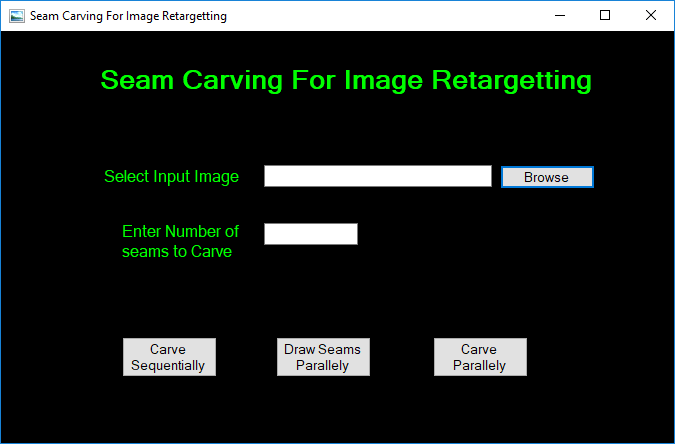 Seam Carving For Image Retargetting
Seam Carving For Image Retargetting
Select Input Image
Browse
Enter Number of
seams to Carve
Carve
Sequentially
Draw Seams
Parallely
Carve
Parallely